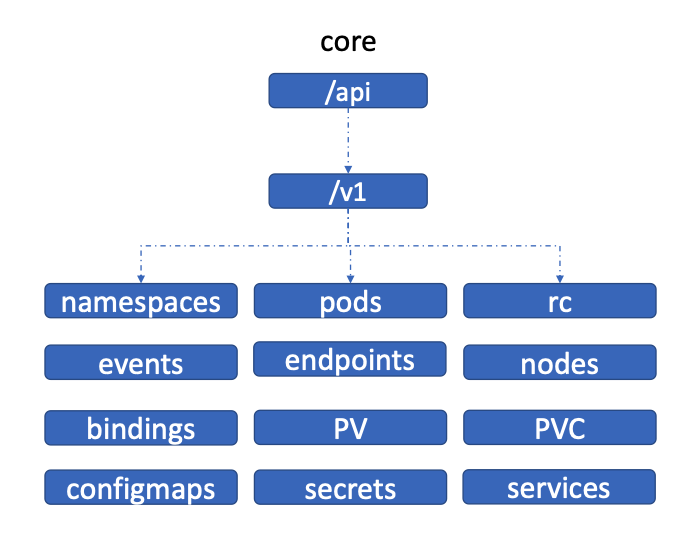 core
/api
/v1
namespaces pods rc
events endpoints nodes
bindings PV PVC
configmaps secrets services